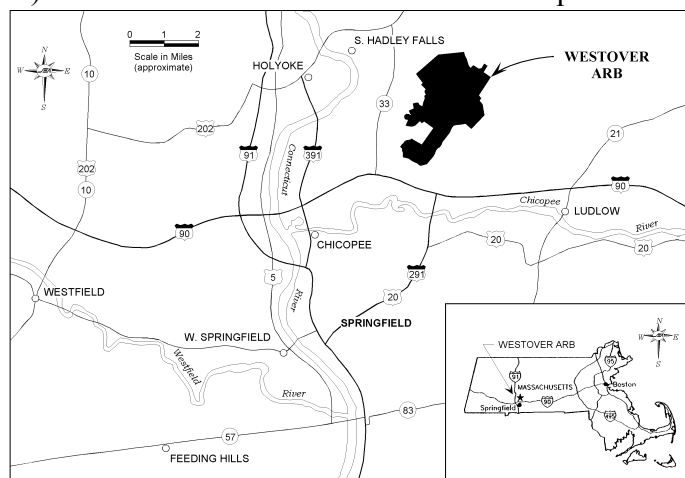 N
W E
S
0 1 2
Scale in Miles
(approximate)
10
S. HADLEY FALLS
HOLYOKE
WESTOVER
ARB
33
202
21
91
Connecticut
391
202
10
90
Chicopee
LUDLOW
River
90
CHICOPEE
20
20
291
5
WESTFIELD
River
20
SPRINGFIELD
W. SPRINGFIELD
Westfield
River
83
57
FEEDING HILLS
N
W E
S
WESTOVER ARB
95
91
MASSACHUSETTS
Boston
Springfield
90
495